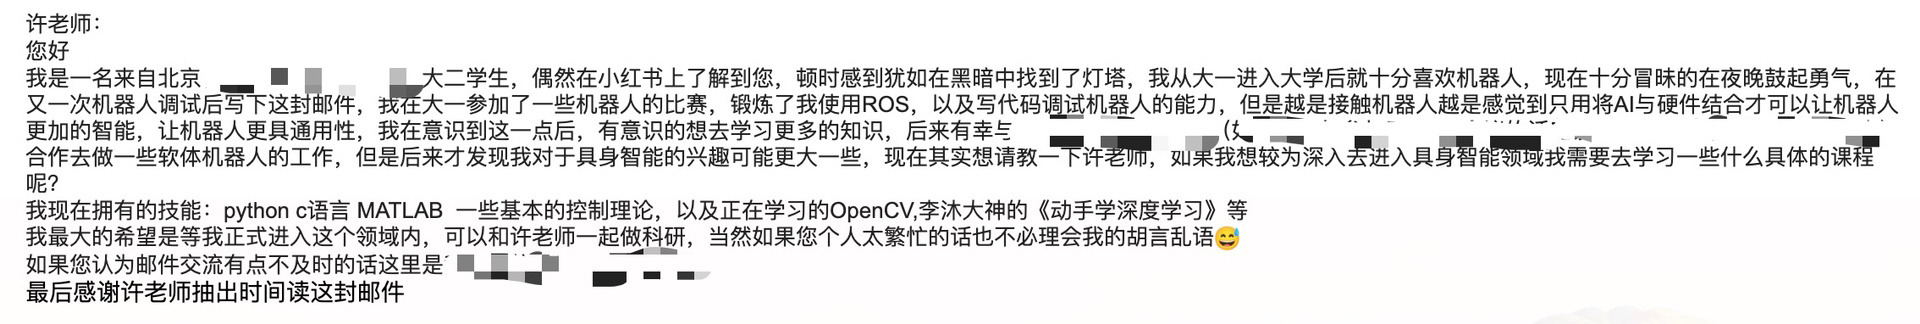 许老师：
您好
我是一名来自北京 大二学生，偶然在小红书上了解到您，顿时感到犹如在黑暗中找到了灯塔，我从大一进入大学后就十分喜欢机器人，现在十分冒昧的在夜晚鼓起勇气，在
又一次机器人调试后写下这封邮件，我在大一参加了一些机器人的比赛，锻炼了我使用ROS，以及写代码调试机器人的能力，但是越是接触机器人越是感觉到只用将AI与硬件结合才可以让机器人
更加的智能，让机器人更具通用性，我在意识到这一点后，有意识的想去学习更多的知识，后来有幸与
合作去做一些软体机器人的工作，但是后来才发现我对于具身智能的兴趣可能更大一些，现在其实想请教一下许老师，如果我想较为深入去进入具身智能领域我需要去学习一些什么具体的课程
呢？
我现在拥有的技能：python c语言 MATLAB 一些基本的控制理论，以及正在学习的OpenCV,李沐大神的《动手学深度学习》等
我最大的希望是等我正式进入这个领域内，可以和许老师一起做科研，当然如果您个人太繁忙的话也不必理会我的胡言乱语😅
如果您认为邮件交流有点不及时的话这里是
最后感谢许老师抽出时间读这封邮件